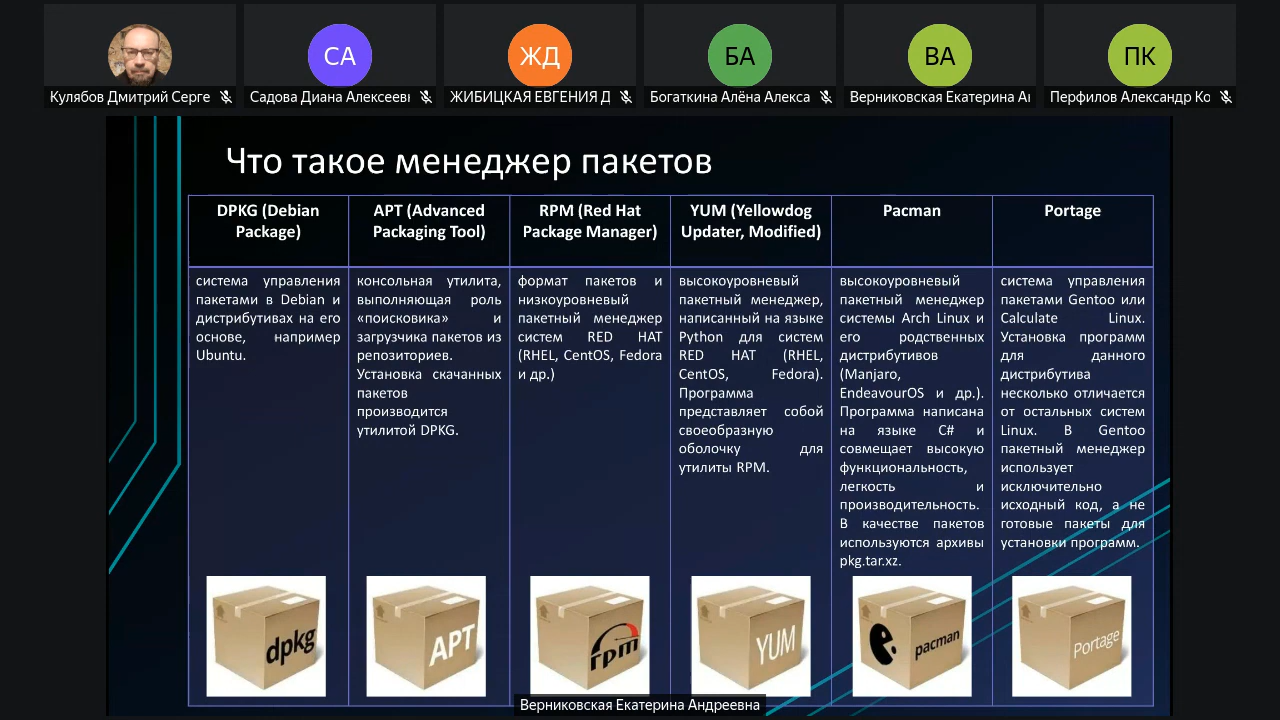 СА
ЖД
БА
ВА
ПК
Кулябов Дмитрий Серге
Садова Диана Алексеев
ЖИБИЦКАЯ ЕВГЕНИЯ Д
Богаткина Алёна Алекса
Верниковская Екатерина Ан
Перфилов Александр Ко
Что такое менеджер пакетов
DPKG (Debian
Package)
APT (Advanced
Packaging Tool)
RPM (Red Hat
Package Manager)
YUM (Yellowdog
Updater, Modified)
Pacman
Portage
система управления
пакетами в Debian и
дистрибутивах на его
основе, например
Ubuntu.
консольная утилита,
выполняющая роль
«поисковика» и
загрузчика пакетов из
репозиториев.
Установка скачанных
пакетов
производится
утилитой DPKG.
формат пакетов и
низкоуровневый
пакетный менеджер
систем RED HAT
(RHEL, CentOS, Fedora
и др.)
высокоуровневый
пакетный менеджер,
написанный на языке
Python для систем
RED HAT (RHEL,
CentOS, Fedora).
Программа
представляет собой
своеобразную
оболочку для
утилиты RPM.
высокоуровневый
пакетный менеджер
системы Arch Linux и
его родственных
дистрибутивов
(Manjaro,
EndeavourOS и др.).
Программа написана
на языке C# и
совмещает высокую
функциональность,
легкость и
производительность.
В качестве пакетов
используются архивы
pkg.tar.xz.
система управления
пакетами Gentoo или
Calculate Linux.
Установка программ
для данного
дистрибутива
несколько отличается
от остальных систем
Linux. В Gentoo
пакетный менеджер
использует
исключительно
исходный код, а не
готовые пакеты для
установки программ.
dpkg
APT
rpm
YUM
pacman
Portage
Верниковская Екатерина Андреевна